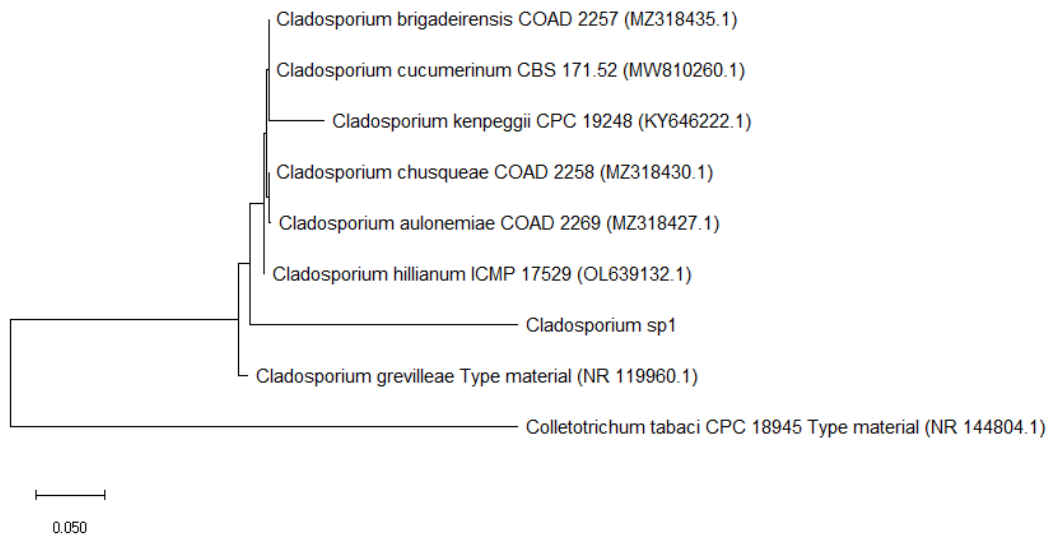 Cladosporium brigadeirensis COAD 2257 (MZ318435.1)
Cladosporium cucumerinum CBS 171.52 (MW810260.1)
Cladosporium kenpeggii CPC 19248 (KY646222.1)
Cladosporium chusqueae COAD 2258 (MZ318430.1)
Cladosporium aulonemiae COAD 2269 (MZ318427.1)
Cladosporium hillianum ICMP 17529 (OL639132.1)
Cladosporium sp1
Cladosporium grevilleae Type material (NR 119960.1)
Colletotrichum tabaci CPC 18945 Type material (NR 144804.1)
0.050